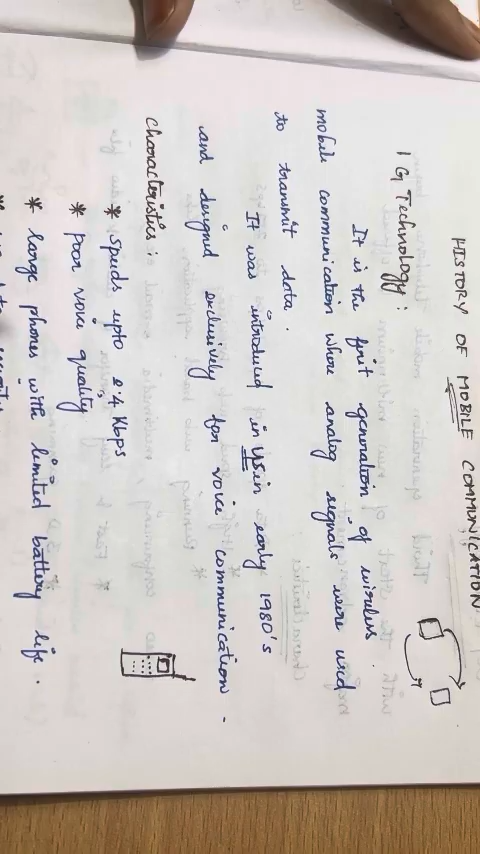 HISTORY OF MOBILE COMMUNICATION
1G Technology:
It is the first generation of wireless
mobile communication where analog signals were used
to transmit data.
It was introduced in US in early 1980's
and designed exclusively for voice communication.
Characteristics:
* Speeds upto 2.4 Kbps
* Poor voice quality
* large phones with limited battery life.